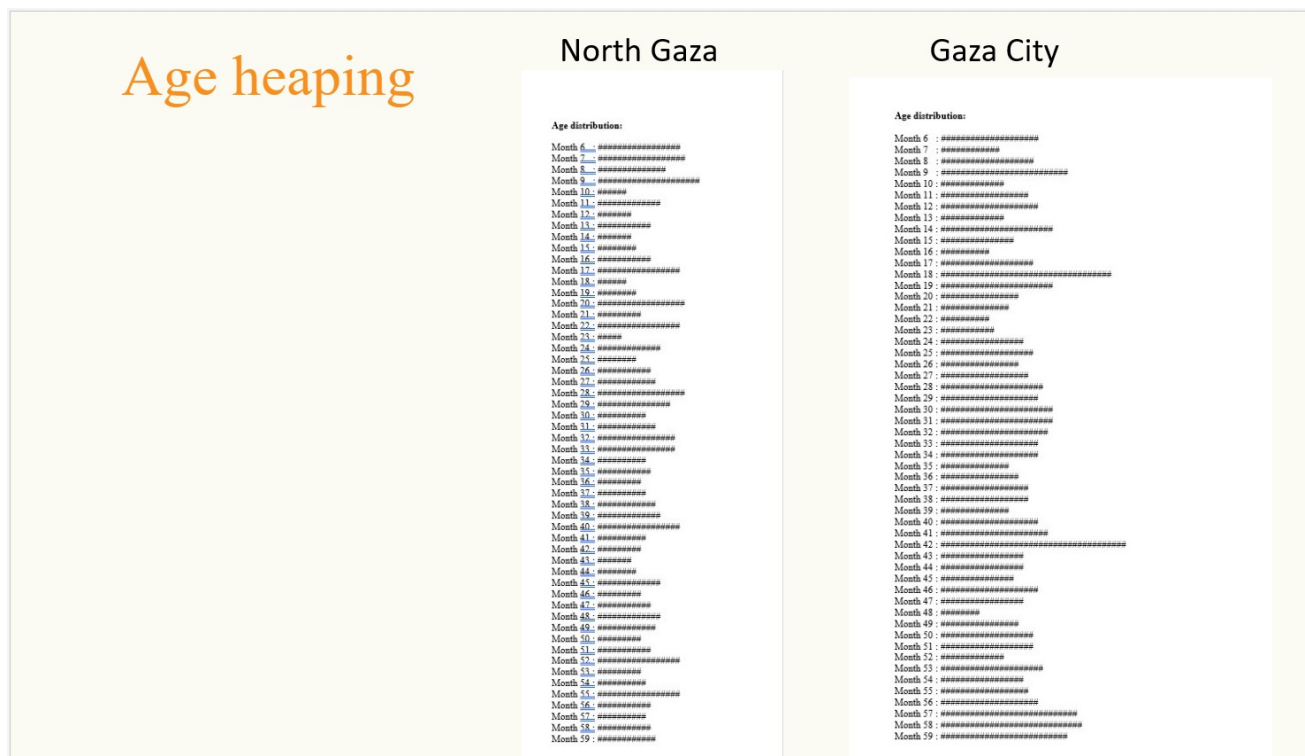 Age heaping
North Gaza
Age distribution:
Month 6 : #################
Month 7 : ##################
Month 8 : ##############
Month 9 : #####################
Month 10 : ######
Month 11 : #############
Month 12 : #######
Month 13 : ###########
Month 14 : #######
Month 15 : ########
Month 16 : ###########
Month 17 : #################
Month 18 : ######
Month 19 : ########
Month 20 : ##################
Month 21 : #########
Month 22 : #################
Month 23 : #####
Month 24 : #############
Month 25 : ########
Month 26 : ###########
Month 27 : ############
Month 28 : ##################
Month 29 : ###############
Month 30 : ##########
Month 31 : ############
Month 32 : ################
Month 33 : ################
Month 34 : ##########
Month 35 : ###########
Month 36 : #########
Month 37 : ##########
Month 38 : ############
Month 39 : #############
Month 40 : #################
Month 41 : ##########
Month 42 : #########
Month 43 : #######
Month 44 : ########
Month 45 : #############
Month 46 : #########
Month 47 : ###########
Month 48 : #############
Month 49 : ############
Month 50 : #########
Month 51 : ###########
Month 52 : #################
Month 53 : #########
Month 54 : ##########
Month 55 : #################
Month 56 : ###########
Month 57 : ##########
Month 58 : ###########
Month 59 : ############
Gaza City
Age distribution:
Month 6 : ####################
Month 7 : ############
Month 8 : ###################
Month 9 : ##########################
Month 10 : #############
Month 11 : ##################
Month 12 : ####################
Month 13 : #############
Month 14 : #######################
Month 15 : ###############
Month 16 : ##########
Month 17 : ###################
Month 18 : ###################################
Month 19 : #######################
Month 20 : ################
Month 21 : ##############
Month 22 : ##########
Month 23 : ###########
Month 24 : #################
Month 25 : ###################
Month 26 : ################
Month 27 : ##################
Month 28 : #####################
Month 29 : ####################
Month 30 : #######################
Month 31 : #######################
Month 32 : ######################
Month 33 : ####################
Month 34 : ####################
Month 35 : ##############
Month 36 : ################
Month 37 : ##################
Month 38 : ##################
Month 39 : ##############
Month 40 : ####################
Month 41 : ######################
Month 42 : ######################################
Month 43 : #################
Month 44 : #################
Month 45 : ###############
Month 46 : ####################
Month 47 : #################
Month 48 : ########
Month 49 : ################
Month 50 : ###################
Month 51 : ###################
Month 52 : #############
Month 53 : #####################
Month 54 : #################
Month 55 : ##################
Month 56 : ####################
Month 57 : ############################
Month 58 : #############################
Month 59 : ##########################